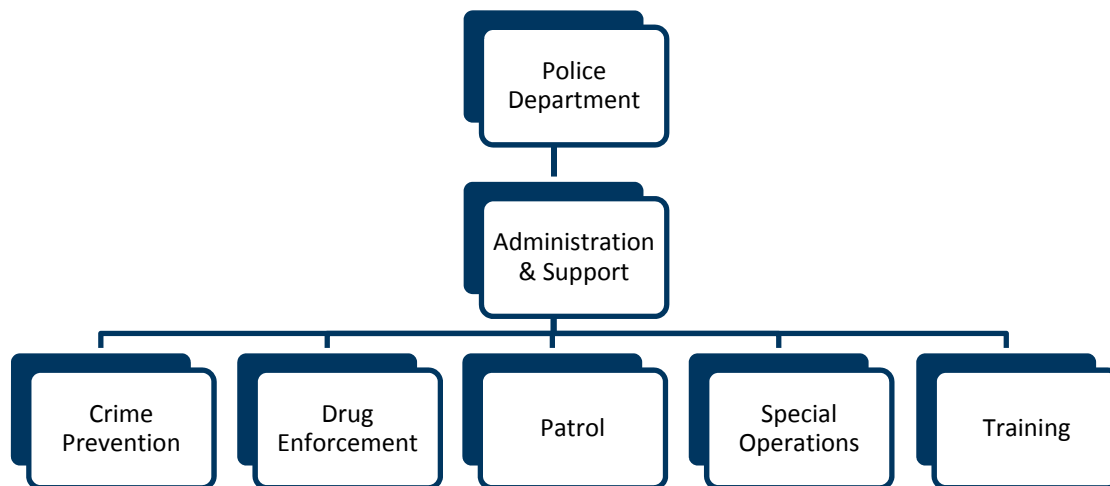 Police
Department
Administration
& Support
Crime
Prevention
Drug
Enforcement
Patrol
Special
Operations
Training